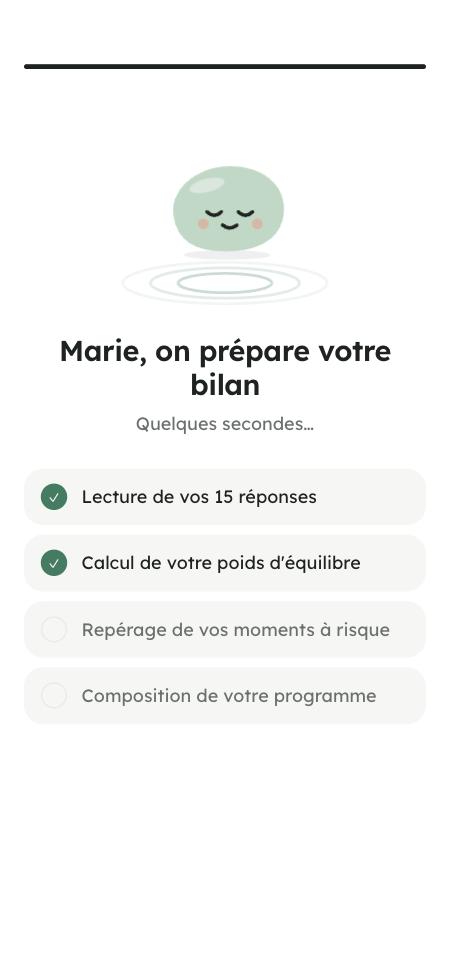 Marie, on prépare votre
bilan
Quelques secondes…
Lecture de vos 15 réponses
Calcul de votre poids d'équilibre
Repérage de vos moments à risque
Composition de votre programme